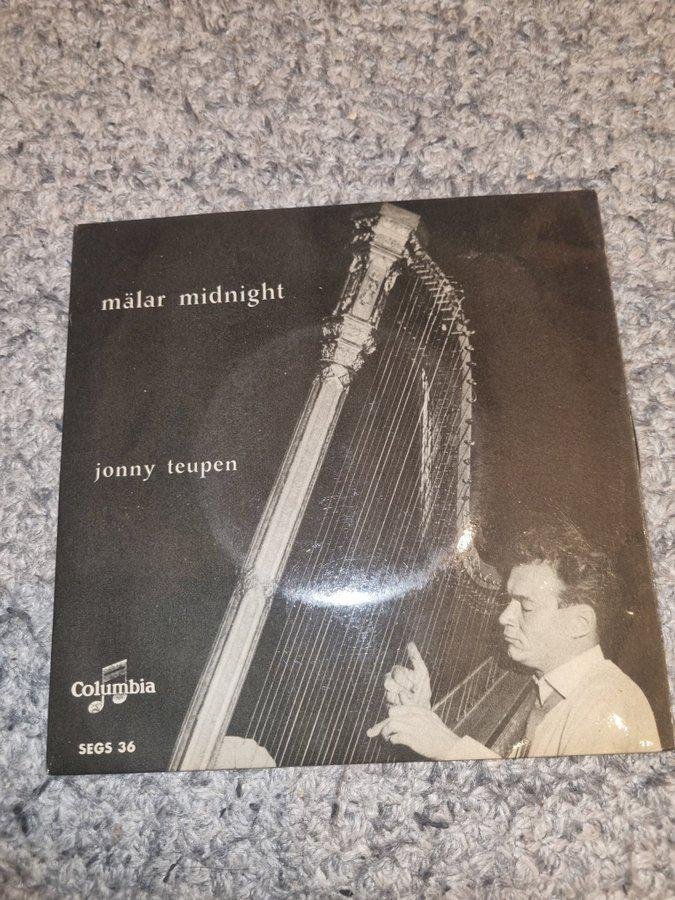 mälar midnight
jonny teupen
Columbia
SEGS 36